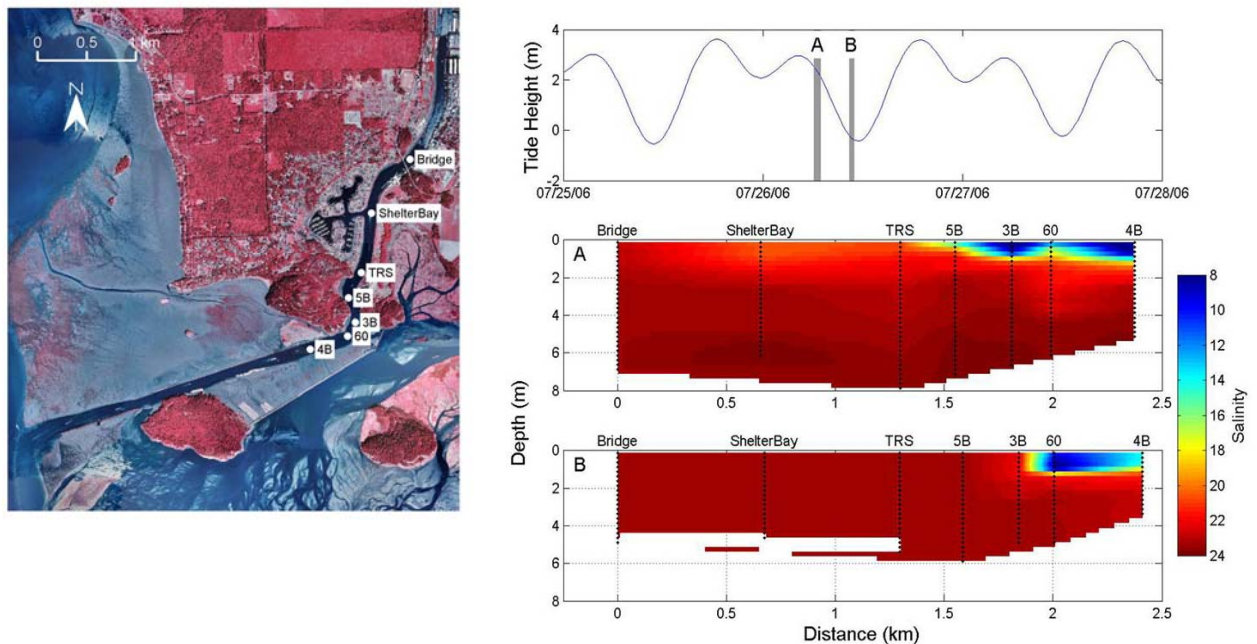 0 0.5 1 km
N
Bridge
ShelterBay
TRS
5B
3B
60
4B
Tide Height (m)
4
2
0
-2
A B
07/25/06 07/26/06 07/27/06 07/28/06
Bridge ShelterBay TRS 5B 3B 60 4B
A
0
2
4
6
8
0 0.5 1 1.5 2 2.5
Depth (m)
Bridge ShelterBay TRS 5B 3B 60 4B
B
0
2
4
6
8
0 0.5 1 1.5 2 2.5
Distance (km)
8
10
12
14
16
18
20
22
24
Salinity